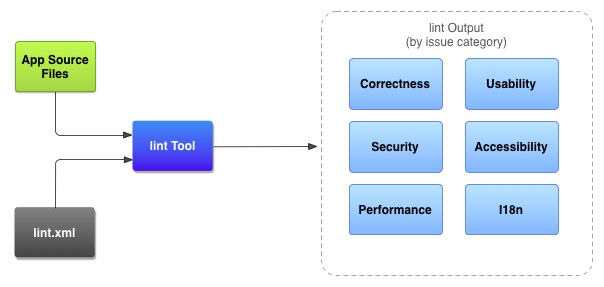 lint Output
(by issue category)
App Source
Files
Correctness
Usability
lint Tool
Security
Accessibility
lint.xml
Performance
I18n